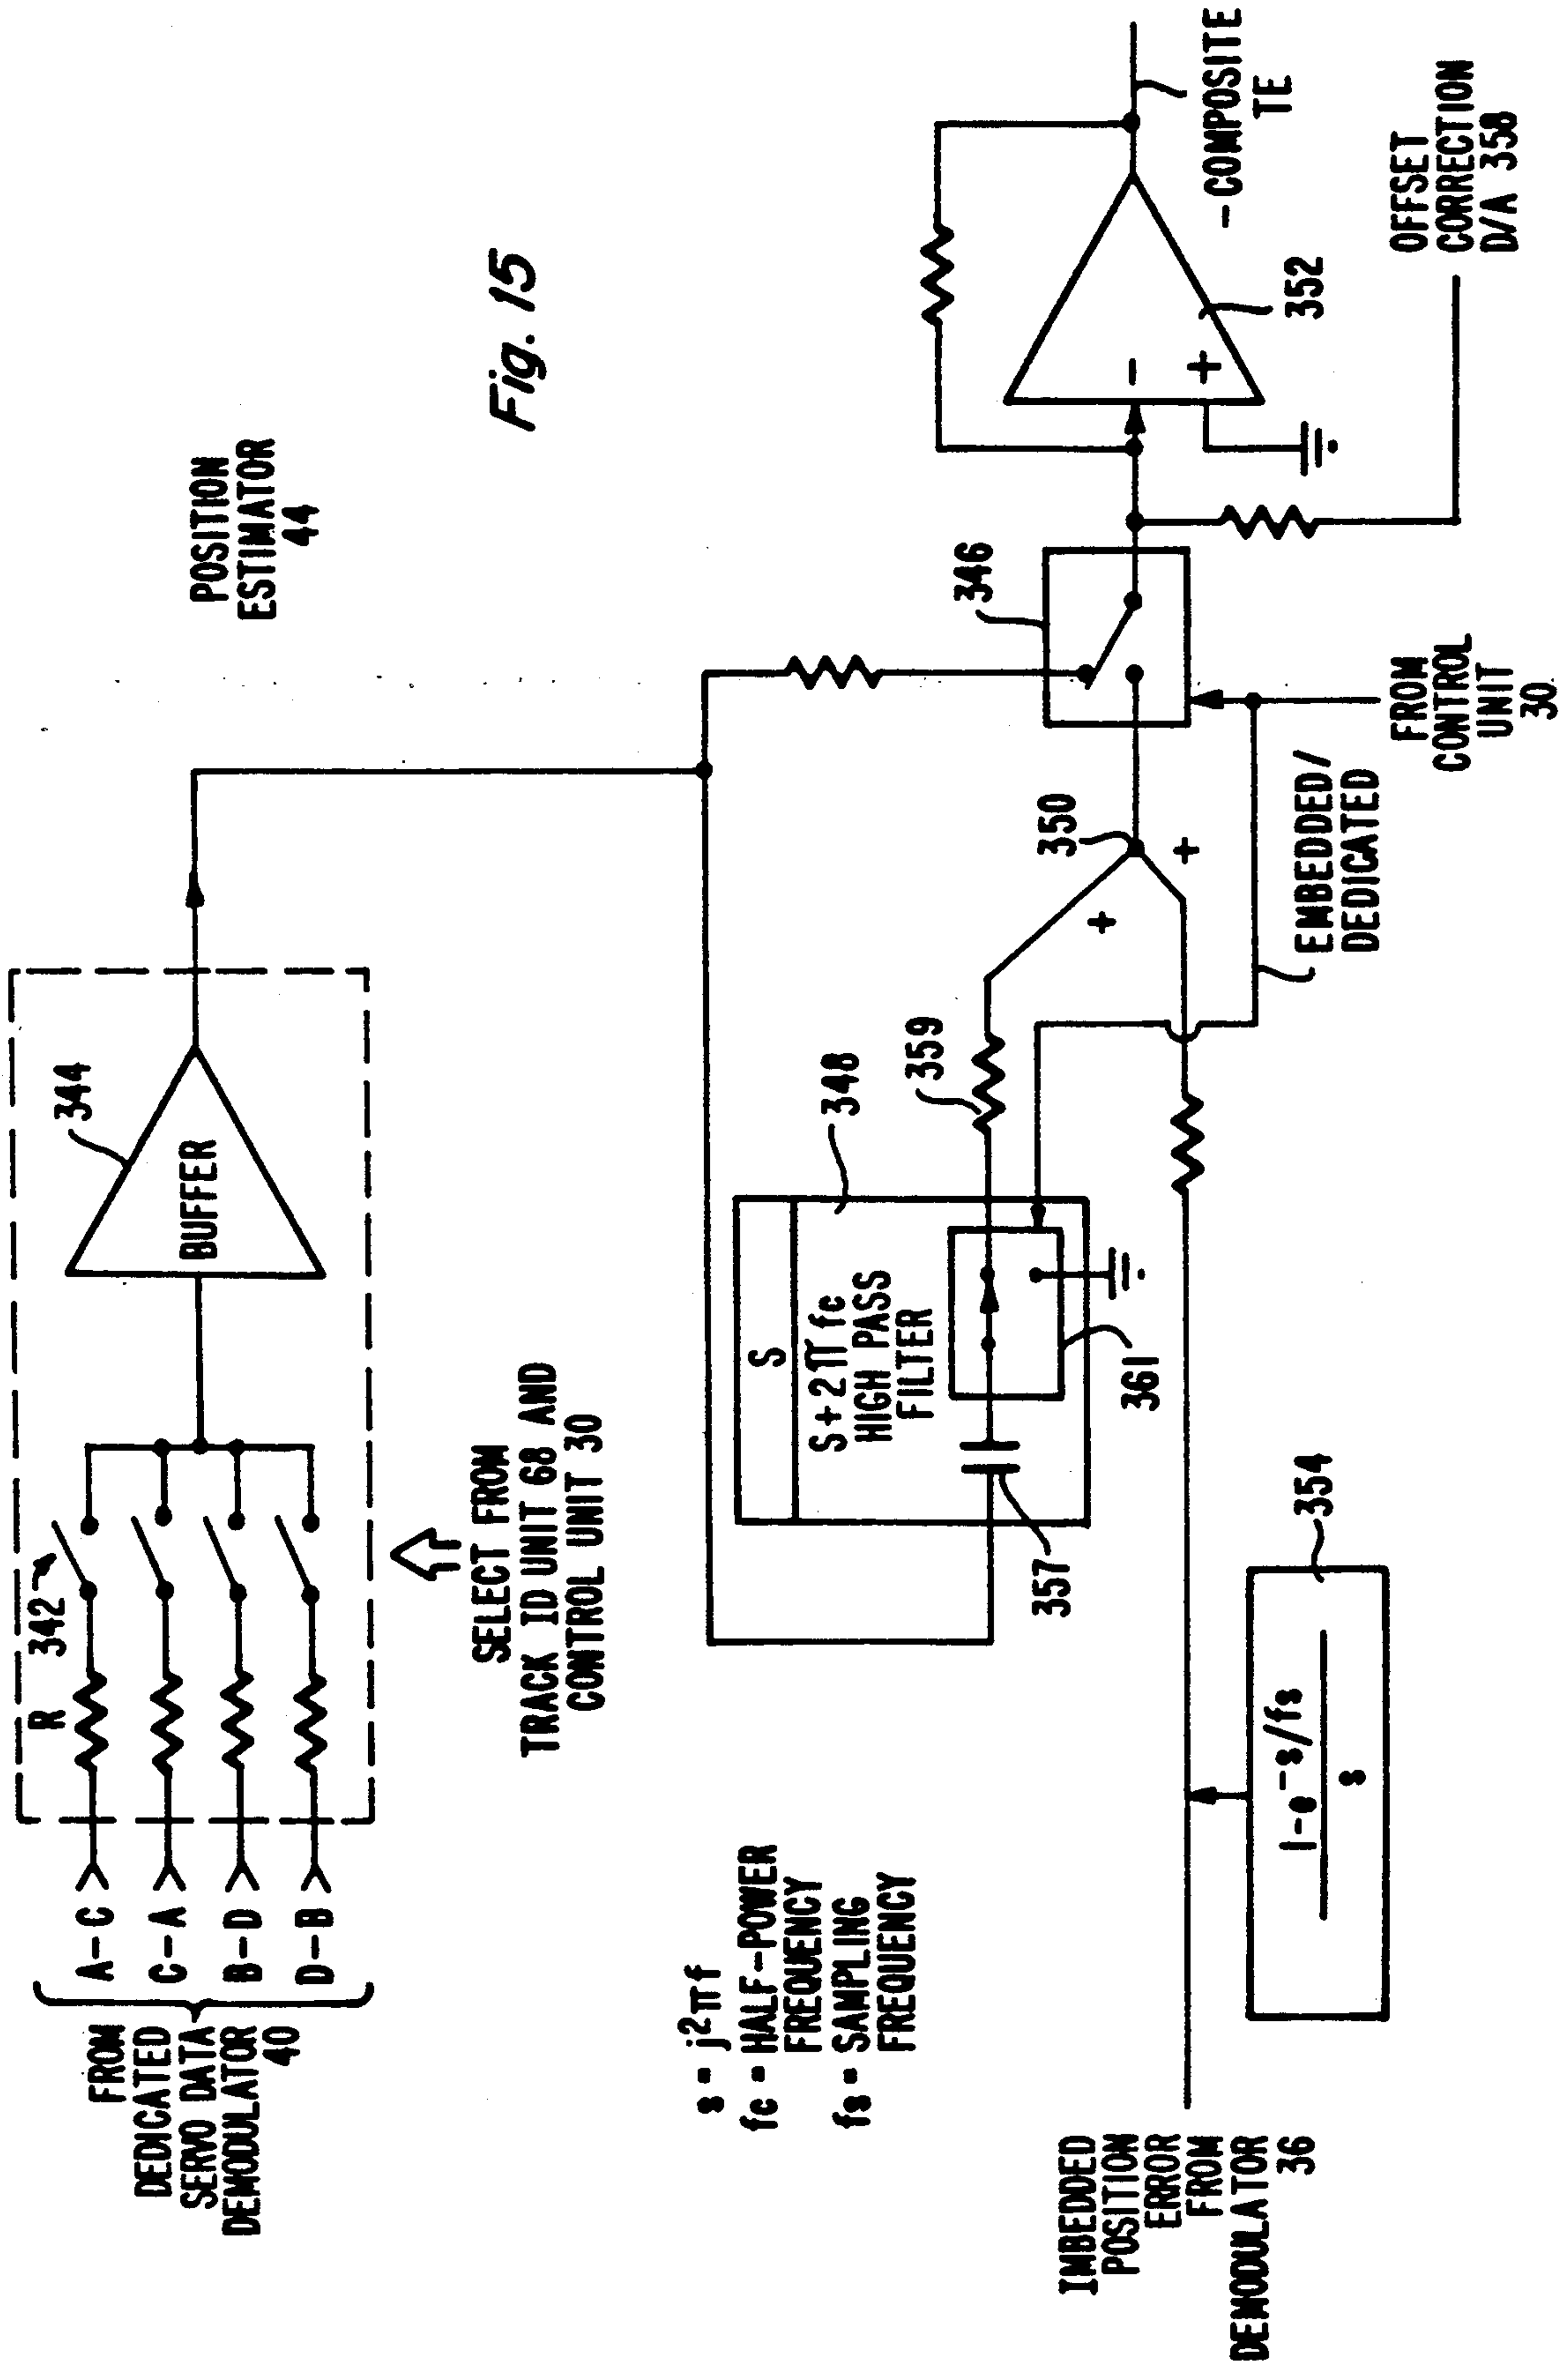 FROM
DEDICATED
SERVO DATA
DEMODULATOR
40
A-C
C-A
B-D
D-B
R
342
BUFFER
344
SELECT FROM
TRACK ID UNIT 68 AND
CONTROL UNIT 30
POSITION
ESTIMATOR
44
Fig. 15
s = j2πf
fc = HALF-POWER
FREQUENCY
fs = SAMPLING
FREQUENCY
S
S+2πfc
HIGH PASS
FILTER
348
357
361
359
350
+
+
346
EMBEDDED/
DEDICATED
FROM
CONTROL
UNIT
30
-
+
352
-COMPOSITE
TE
OFFSET
CORRECTION
D/A 358
IMBEDDED
POSITION
ERROR
FROM
DEMODULATOR
36
1-e-s/fs
s
354